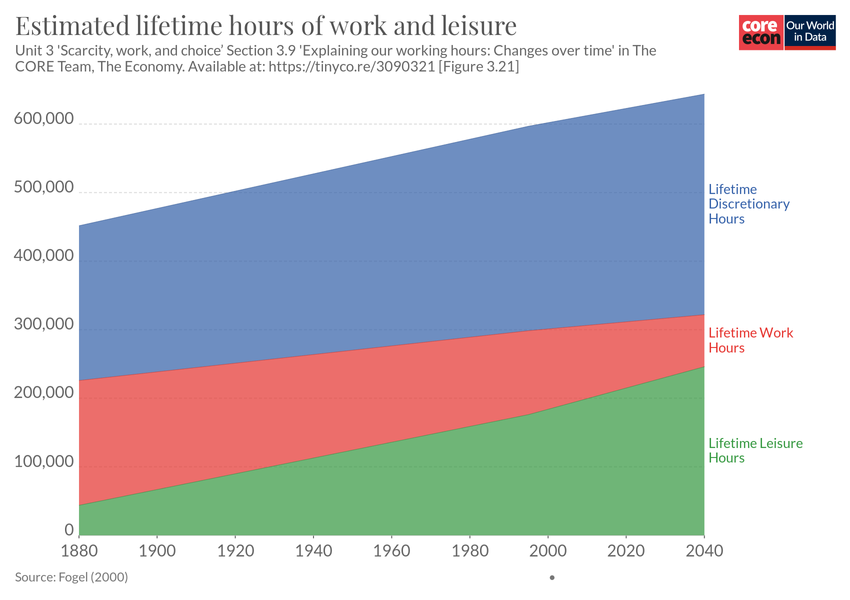 Estimated lifetime hours of work and leisure
Unit 3 'Scarcity, work, and choice' Section 3.9 'Explaining our working hours: Changes over time' in The
CORE Team, The Economy. Available at: https://tinyco.re/3090321 [Figure 3.21]
core
econ
Our World
in Data
600,000
500,000
400,000
300,000
200,000
100,000
0
Lifetime
Discretionary
Hours
Lifetime Work
Hours
Lifetime Leisure
Hours
1880 1900 1920 1940 1960 1980 2000 2020 2040
Source: Fogel (2000)
•